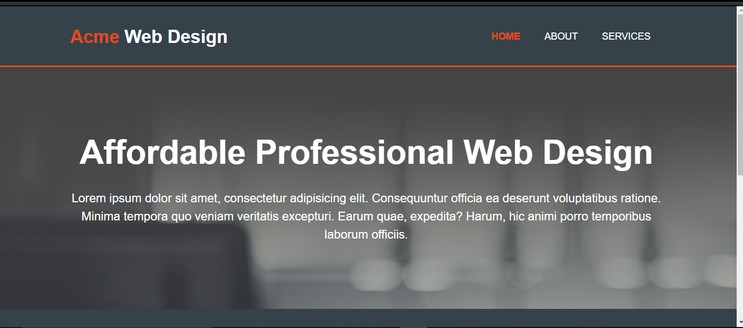 Acme Web Design
HOME ABOUT SERVICES
Affordable Professional Web Design
Lorem ipsum dolor sit amet, consectetur adipisicing elit. Consequuntur officia ea deserunt voluptatibus ratione.
Minima tempora quo veniam veritatis excepturi. Earum quae, expedita? Harum, hic animi porro temporibus
laborum officiis.